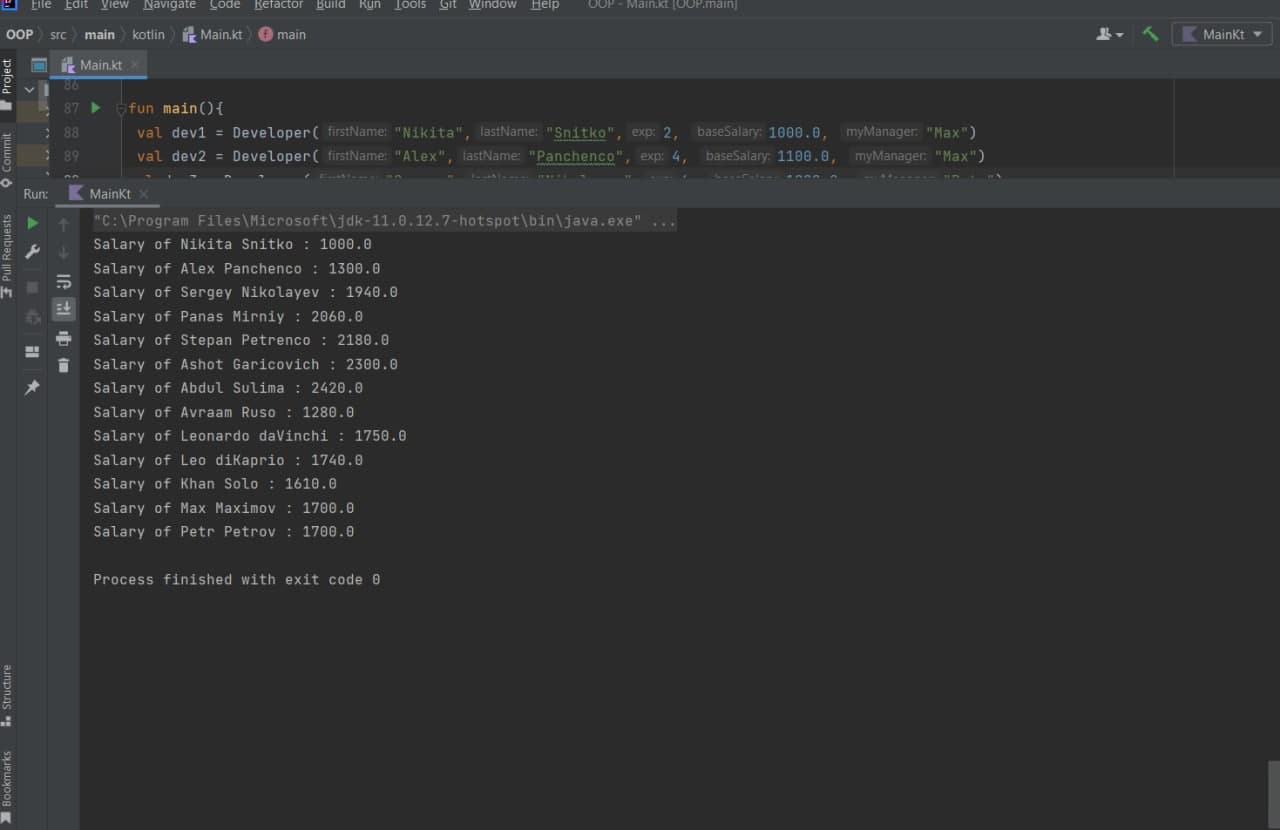 File Edit View Navigate Code Refactor Build Run Tools Git Window Help OOP - Main.kt [OOP.main]
OOP src main kotlin Main.kt main MainKt
Project
Commit
Pull Requests
Structure
Bookmarks
Main.kt
86
87 fun main(){
88 val dev1 = Developer( firstName: "Nikita", lastName: "Snitko", exp: 2, baseSalary: 1000.0, myManager: "Max")
89 val dev2 = Developer( firstName: "Alex", lastName: "Panchenco", exp: 4, baseSalary: 1100.0, myManager: "Max")
Run: MainKt
"C:\Program Files\Microsoft\jdk-11.0.12.7-hotspot\bin\java.exe" ...
Salary of Nikita Snitko : 1000.0
Salary of Alex Panchenco : 1300.0
Salary of Sergey Nikolayev : 1940.0
Salary of Panas Mirniy : 2060.0
Salary of Stepan Petrenco : 2180.0
Salary of Ashot Garicovich : 2300.0
Salary of Abdul Sulima : 2420.0
Salary of Avraam Ruso : 1280.0
Salary of Leonardo daVinchi : 1750.0
Salary of Leo diKaprio : 1740.0
Salary of Khan Solo : 1610.0
Salary of Max Maximov : 1700.0
Salary of Petr Petrov : 1700.0
Process finished with exit code 0